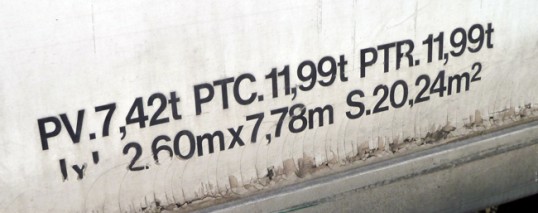 PV.7,42t PTC.11,99t PTR.11,99t
2.60mx7,78m S.20,24m²